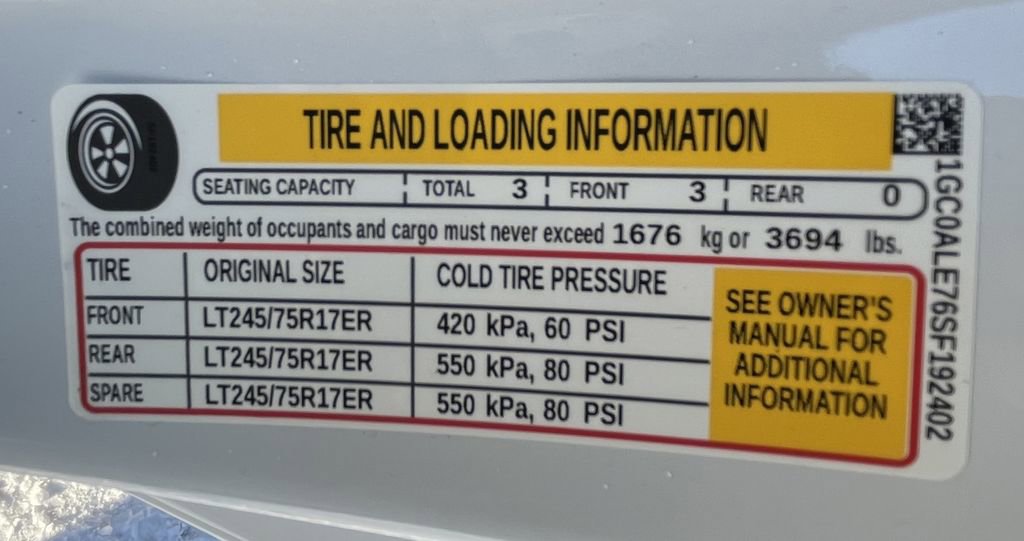 TIRE AND LOADING INFORMATION
SEATING CAPACITY TOTAL 3 FRONT 3 REAR 0
The combined weight of occupants and cargo must never exceed 1676 kg or 3694 lbs.
TIRE ORIGINAL SIZE COLD TIRE PRESSURE
FRONT LT245/75R17ER 420 kPa, 60 PSI
REAR LT245/75R17ER 550 kPa, 80 PSI
SPARE LT245/75R17ER 550 kPa, 80 PSI
SEE OWNER'S
MANUAL FOR
ADDITIONAL
INFORMATION
1GC0ALE76SF192402